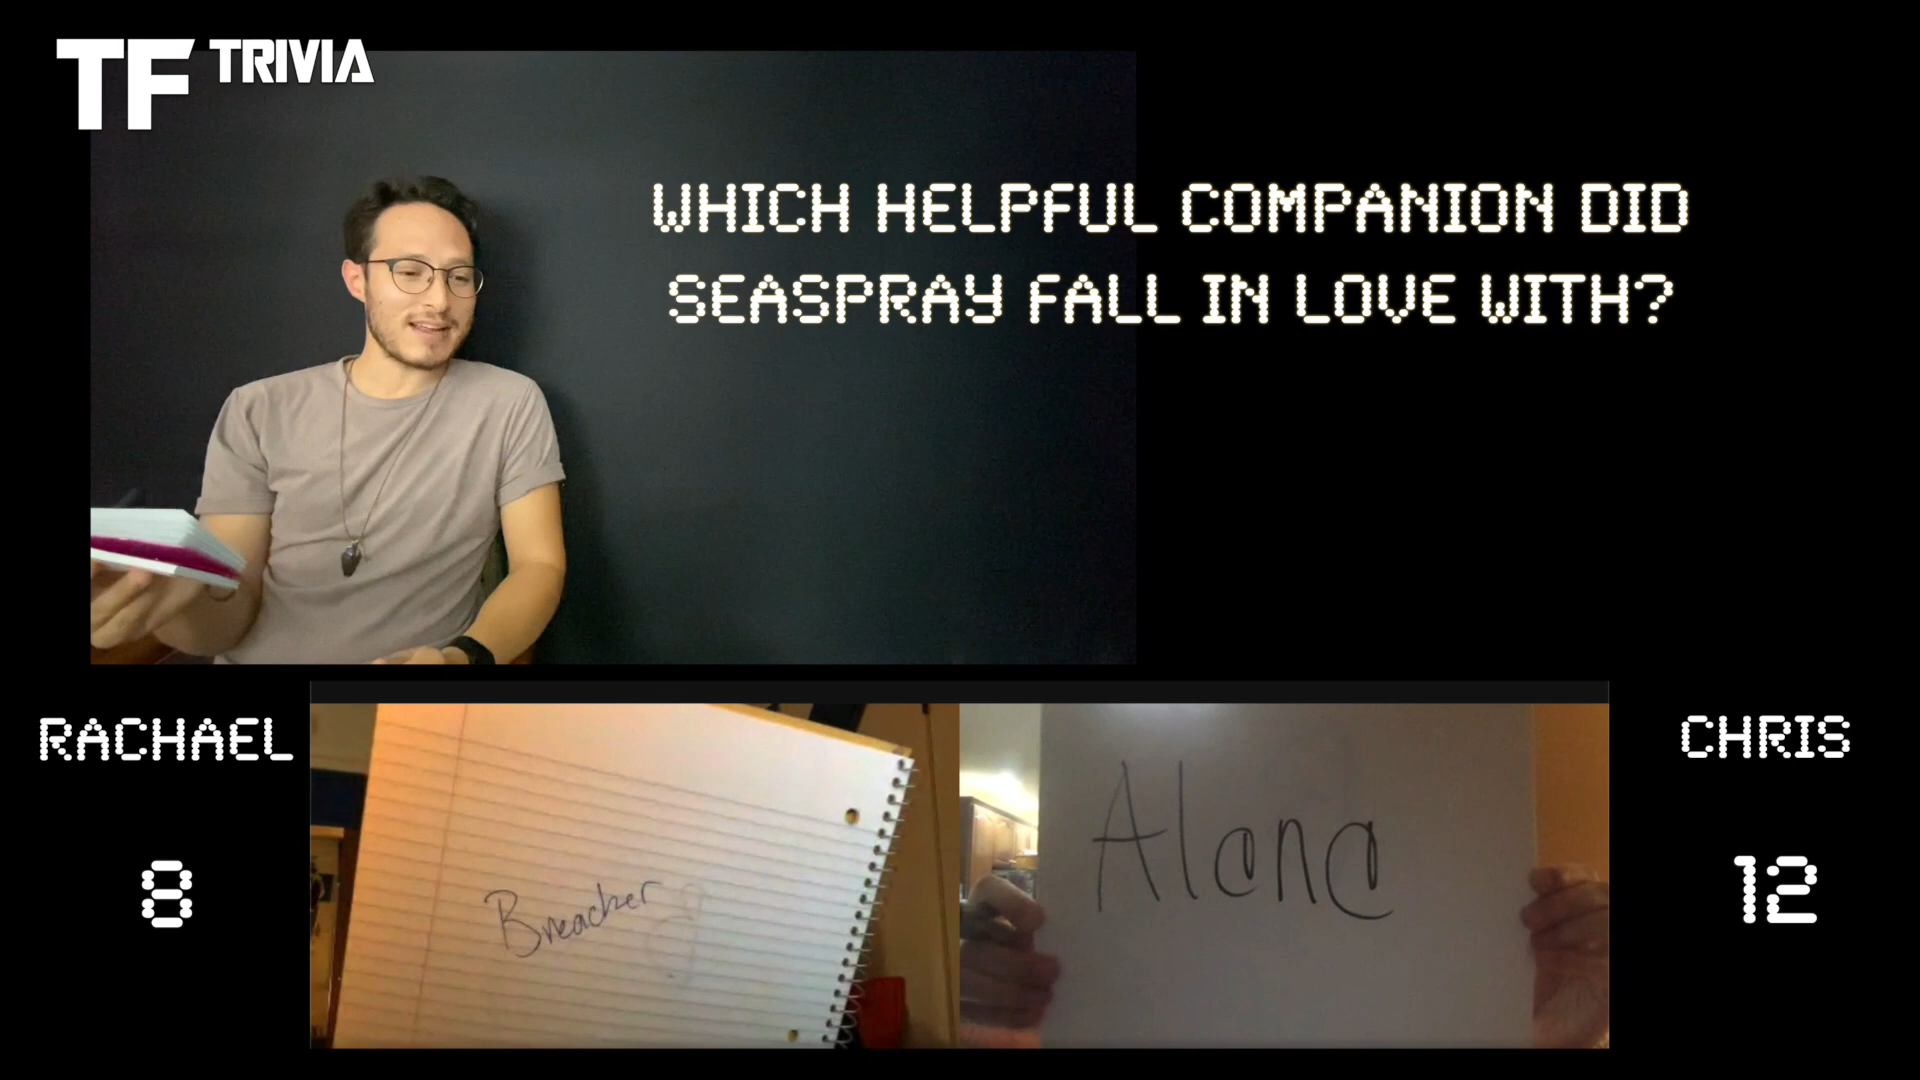 TF TRIVIA
WHICH HELPFUL COMPANION DID
SEASPRAY FALL IN LOVE WITH?
RACHAEL
8
Breacher
Alana
CHRIS
12